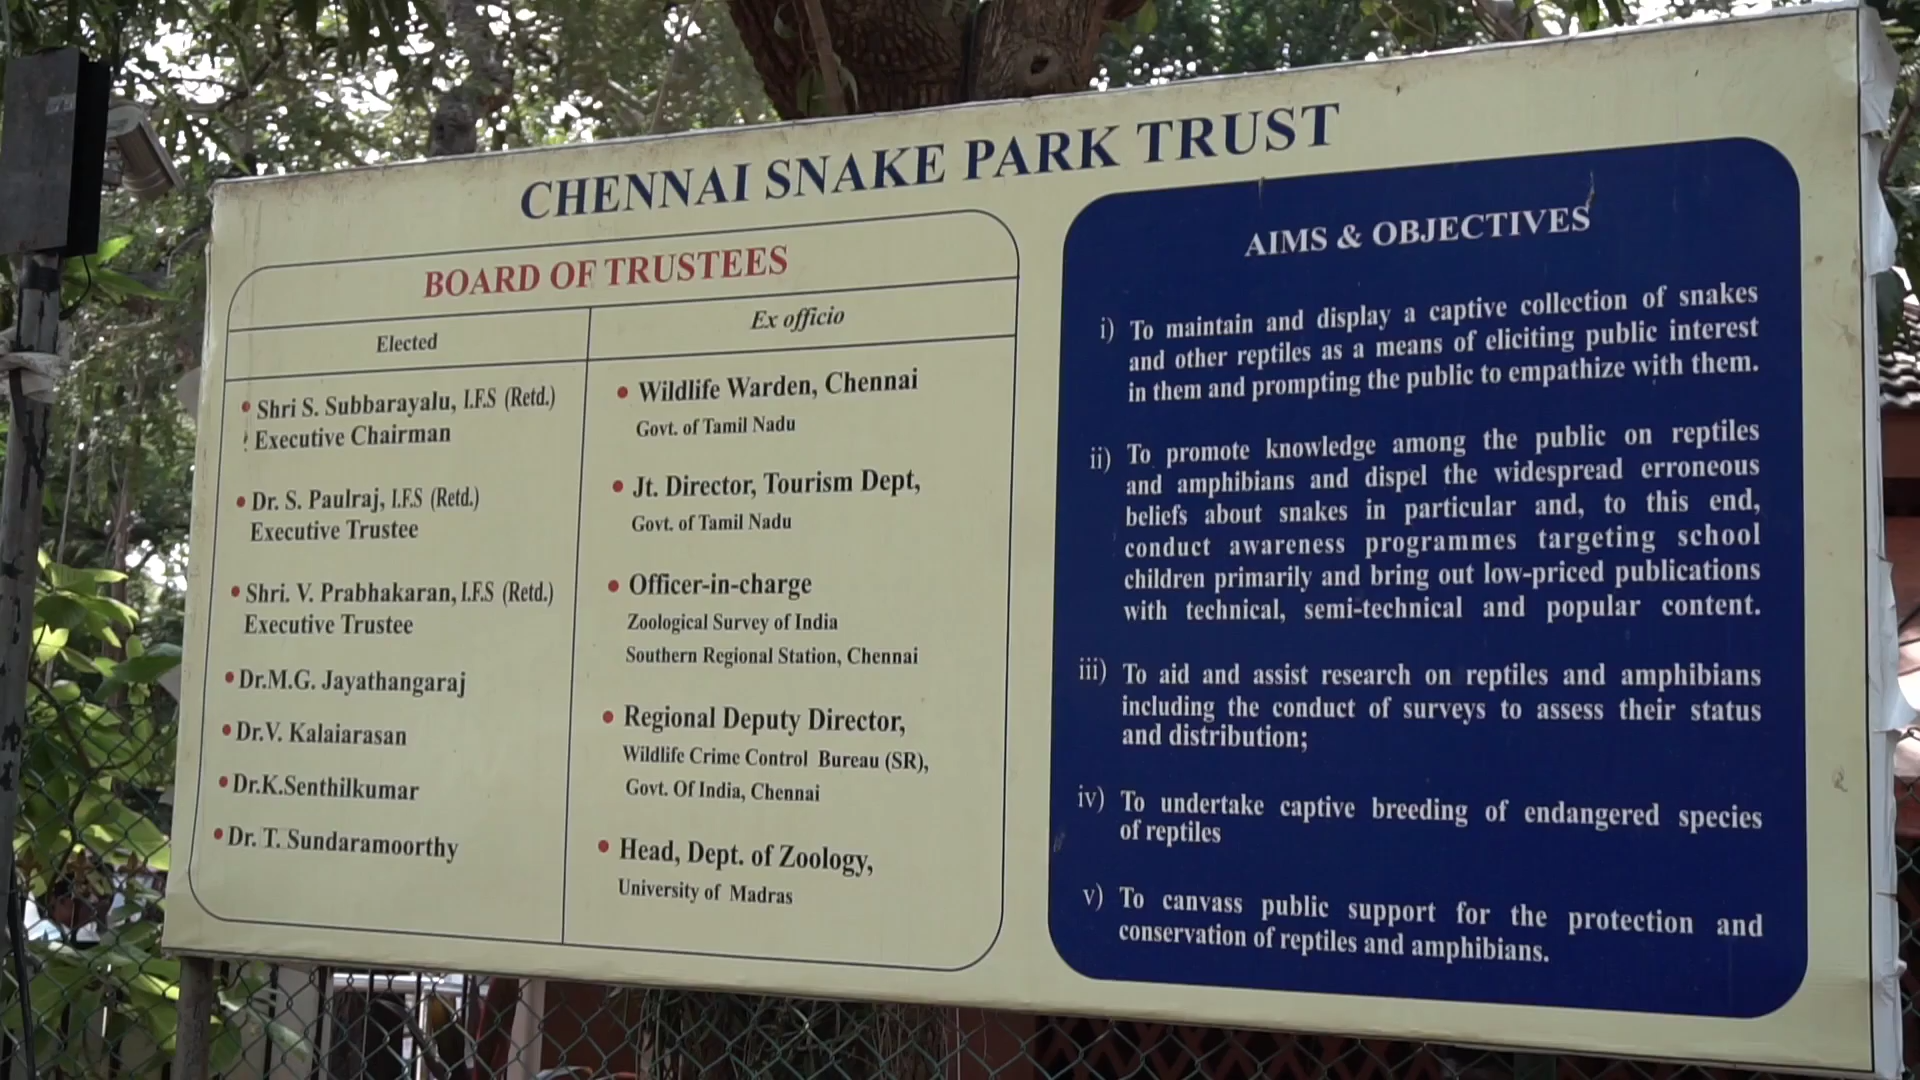 CHENNAI SNAKE PARK TRUST
BOARD OF TRUSTEES
Elected
Shri S. Subbarayalu, I.F.S (Retd.)
Executive Chairman
Dr. S. Paulraj, I.F.S (Retd.)
Executive Trustee
Shri. V. Prabhakaran, I.F.S (Retd.)
Executive Trustee
Dr.M.G. Jayathangaraj
Dr.V. Kalaiarasan
Dr.K.Senthilkumar
Dr. T. Sundaramoorthy
Ex officio
Wildlife Warden, Chennai
Govt. of Tamil Nadu
Jt. Director, Tourism Dept,
Govt. of Tamil Nadu
Officer-in-charge
Zoological Survey of India
Southern Regional Station, Chennai
Regional Deputy Director,
Wildlife Crime Control Bureau (SR),
Govt. Of India, Chennai
Head, Dept. of Zoology,
University of Madras
AIMS & OBJECTIVES
i) To maintain and display a captive collection of snakes
and other reptiles as a means of eliciting public interest
in them and prompting the public to empathize with them.
ii) To promote knowledge among the public on reptiles
and amphibians and dispel the widespread erroneous
beliefs about snakes in particular and, to this end,
conduct awareness programmes targeting school
children primarily and bring out low-priced publications
with technical, semi-technical and popular content.
iii) To aid and assist research on reptiles and amphibians
including the conduct of surveys to assess their status
and distribution;
iv) To undertake captive breeding of endangered species
of reptiles
v) To canvass public support for the protection and
conservation of reptiles and amphibians.